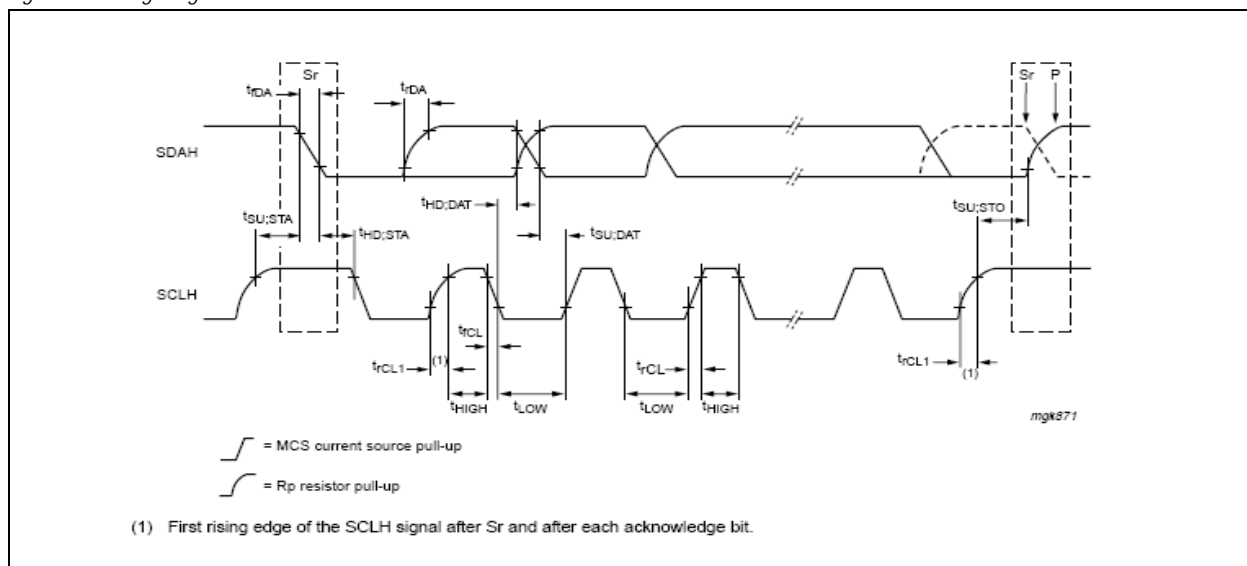 Sr
Sr P
tfDA
trDA
SDAH
tHD;DAT
tSU;STA
tHD;STA
tSU;DAT
tSU;STO
SCLH
tfCL
trCL1
(1)
trCL
trCL1
(1)
tHIGH
tLOW
tLOW
tHIGH
mgk871
= MCS current source pull-up
= Rp resistor pull-up
(1) First rising edge of the SCLH signal after Sr and after each acknowledge bit.